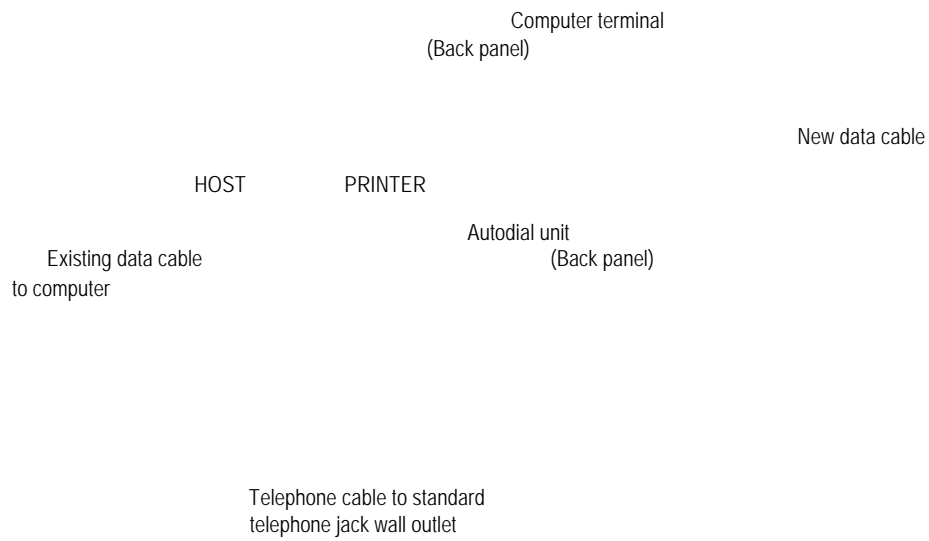 Computer terminal
(Back panel)
New data cable
HOST PRINTER
Autodial unit
(Back panel)
Existing data cable
to computer
Telephone cable to standard
telephone jack wall outlet